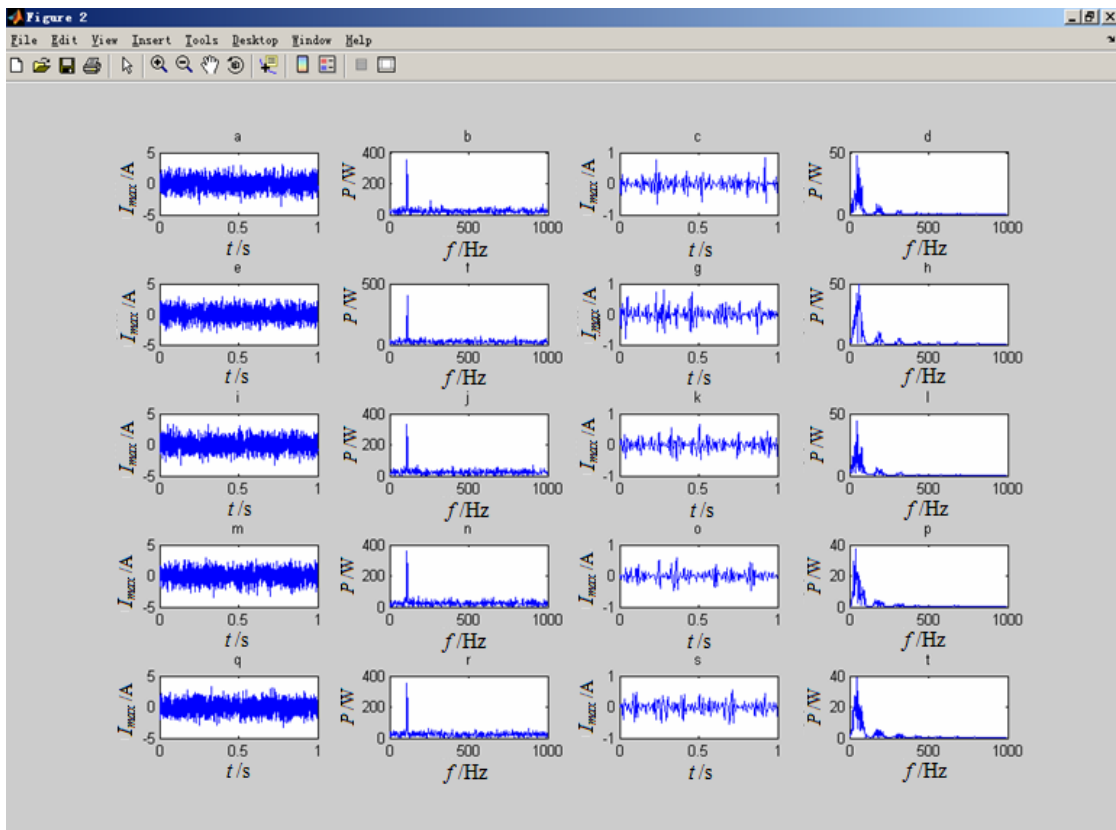 Figure 2
File Edit View Insert Tools Desktop Window Help
a b c d
5 400 1 50
I_max /A P /W I_max /A P /W
0 200 0
-5 0 -1 0
0 0.5 1 0 500 1000 0 0.5 1 0 500 1000
t /s f /Hz t /s f /Hz
e f g h
5 500 1 50
I_max /A P /W I_max /A P /W
0 0
-5 0 -1 0
0 0.5 1 0 500 1000 0 0.5 1 0 500 1000
t /s f /Hz t /s f /Hz
i j k l
5 400 1 50
I_max /A P /W I_max /A P /W
0 200 0
-5 0 -1 0
0 0.5 1 0 500 1000 0 0.5 1 0 500 1000
t /s f /Hz t /s f /Hz
m n o p
5 400 1 40
I_max /A P /W I_max /A P /W
0 200 0 20
-5 0 -1 0
0 0.5 1 0 500 1000 0 0.5 1 0 500 1000
t /s f /Hz t /s f /Hz
q r s t
5 400 1 40
I_max /A P /W I_max /A P /W
0 200 0 20
-5 0 -1 0
0 0.5 1 0 500 1000 0 0.5 1 0 500 1000
t /s f /Hz t /s f /Hz